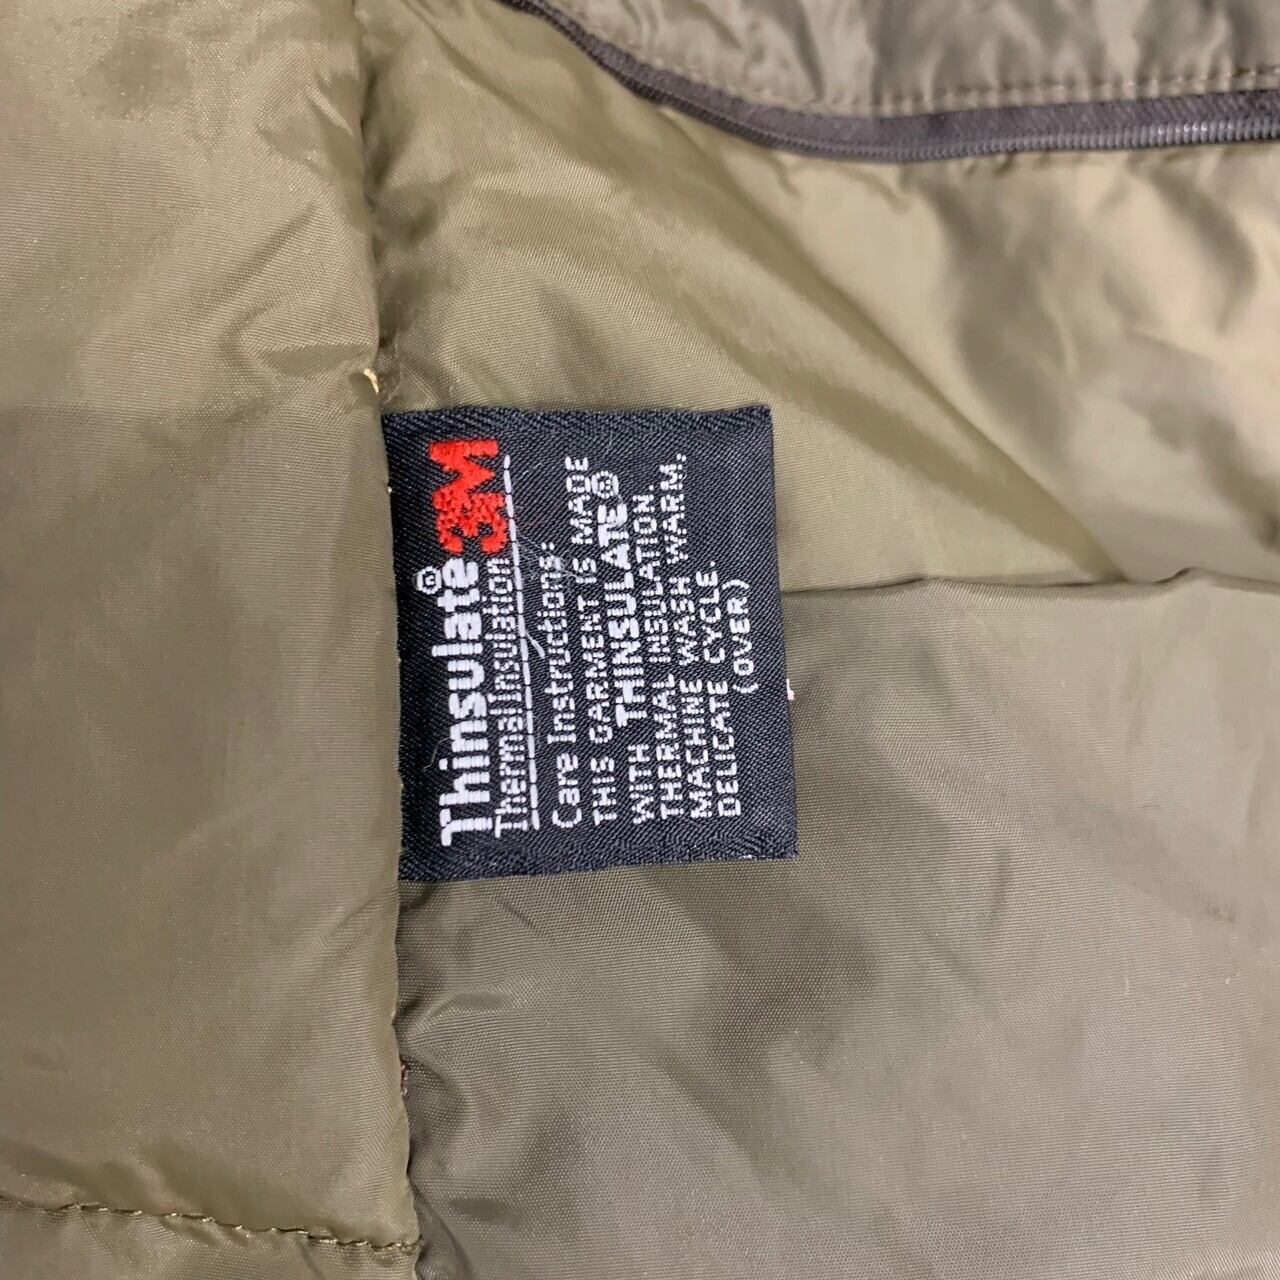 Thinsulate® 3M
Thermal Insulation
Care Instructions:
THIS GARMENT IS MADE
WITH THINSULATE®
THERMAL INSULATION.
MACHINE WASH WARM.
DELICATE CYCLE.
(OVER)